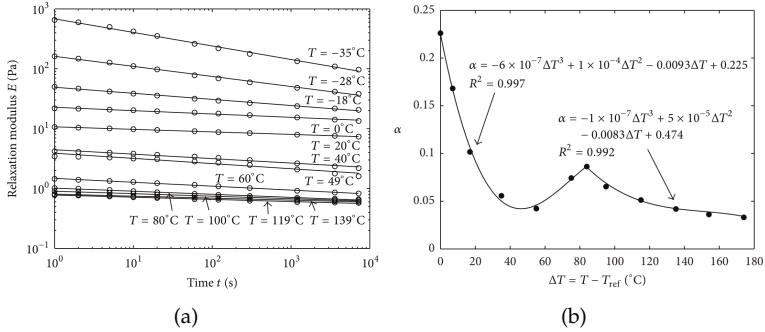 (a)
10³
10²
10¹
10⁰
10⁻¹
Relaxation modulus E (Pa)
T = −35°C
T = −28°C
T = −18°C
T = 0°C
T = 20°C
T = 40°C
T = 60°C
T = 49°C
T = 80°C T = 100°C T = 119°C T = 139°C
10⁰ 10¹ 10² 10³ 10⁴
Time t (s)
(a)
0.25
0.2
0.15
0.1
0.05
0
α
α = −6 × 10⁻⁷ΔT³ + 1 × 10⁻⁴ΔT² − 0.0093ΔT + 0.225
R² = 0.997
α = −1 × 10⁻⁷ΔT³ + 5 × 10⁻⁵ΔT²
− 0.0083ΔT + 0.474
R² = 0.992
0 20 40 60 80 100 120 140 160 180
ΔT = T − Tref (°C)
(b)